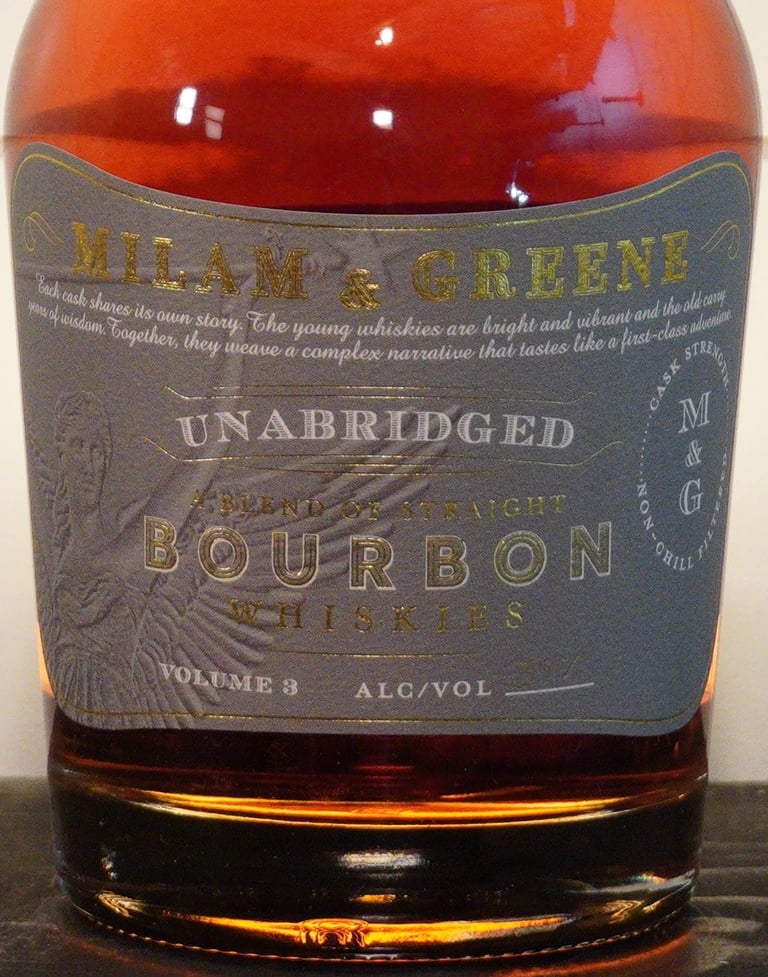 MILAM & GREENE
Each cask shares its own story. The young whiskies are bright and vibrant and the old carry
years of wisdom. Together, they weave a complex narrative that tastes like a first-class adventure.
UNABRIDGED
A BLEND OF STRAIGHT
BOURBON
WHISKIES
VOLUME 3 ALC/VOL
CASK STRENGTH
M
&
G
NON-CHILL FILTERED